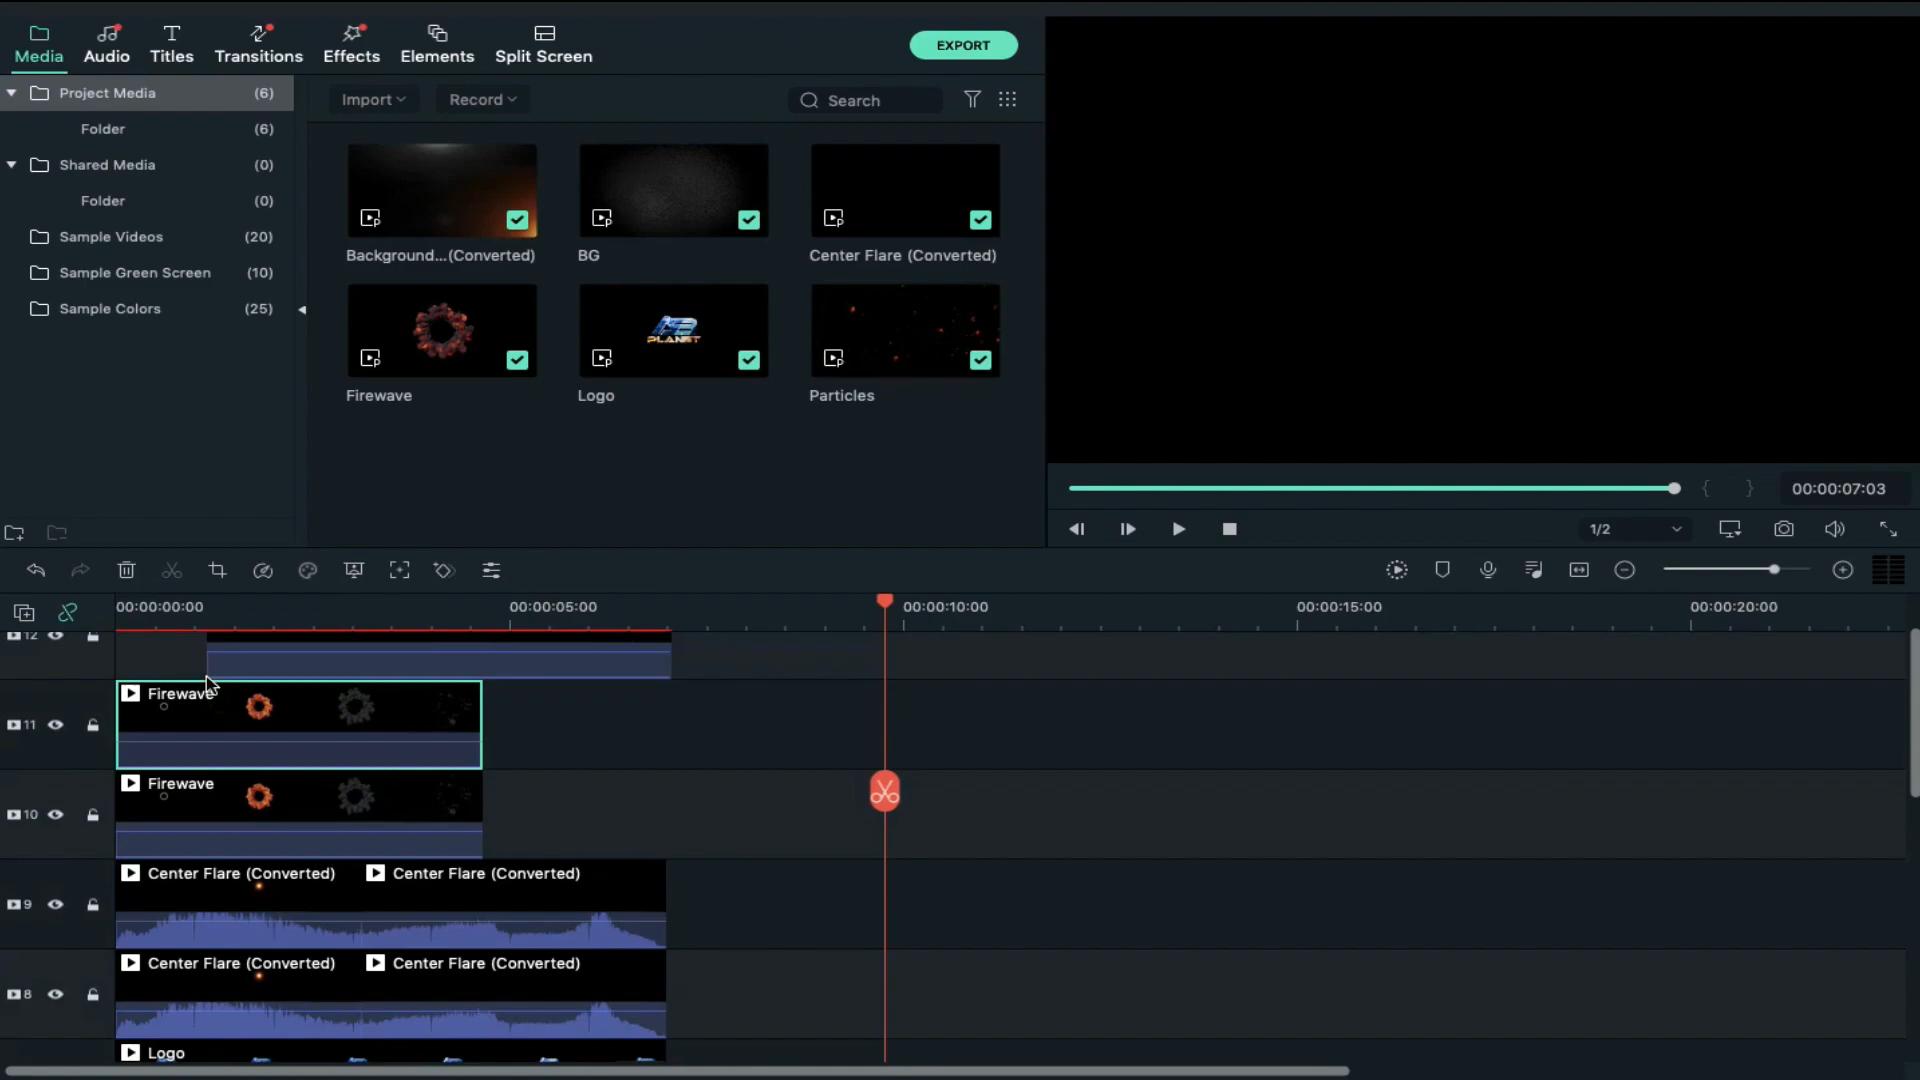 Media Audio Titles Transitions Effects Elements Split Screen
EXPORT
Project Media (6)
Folder (6)
Shared Media (0)
Folder (0)
Sample Videos (20)
Sample Green Screen (10)
Sample Colors (25)
Import Record Search
Background...(Converted) BG Center Flare (Converted)
PLANET
Firewave Logo Particles
00:00:07:03
1/2
00:00:00:00 00:00:05:00 00:00:10:00 00:00:15:00 00:00:20:00
12
Firewave
11
Firewave
10
Center Flare (Converted) Center Flare (Converted)
9
Center Flare (Converted) Center Flare (Converted)
8
Logo